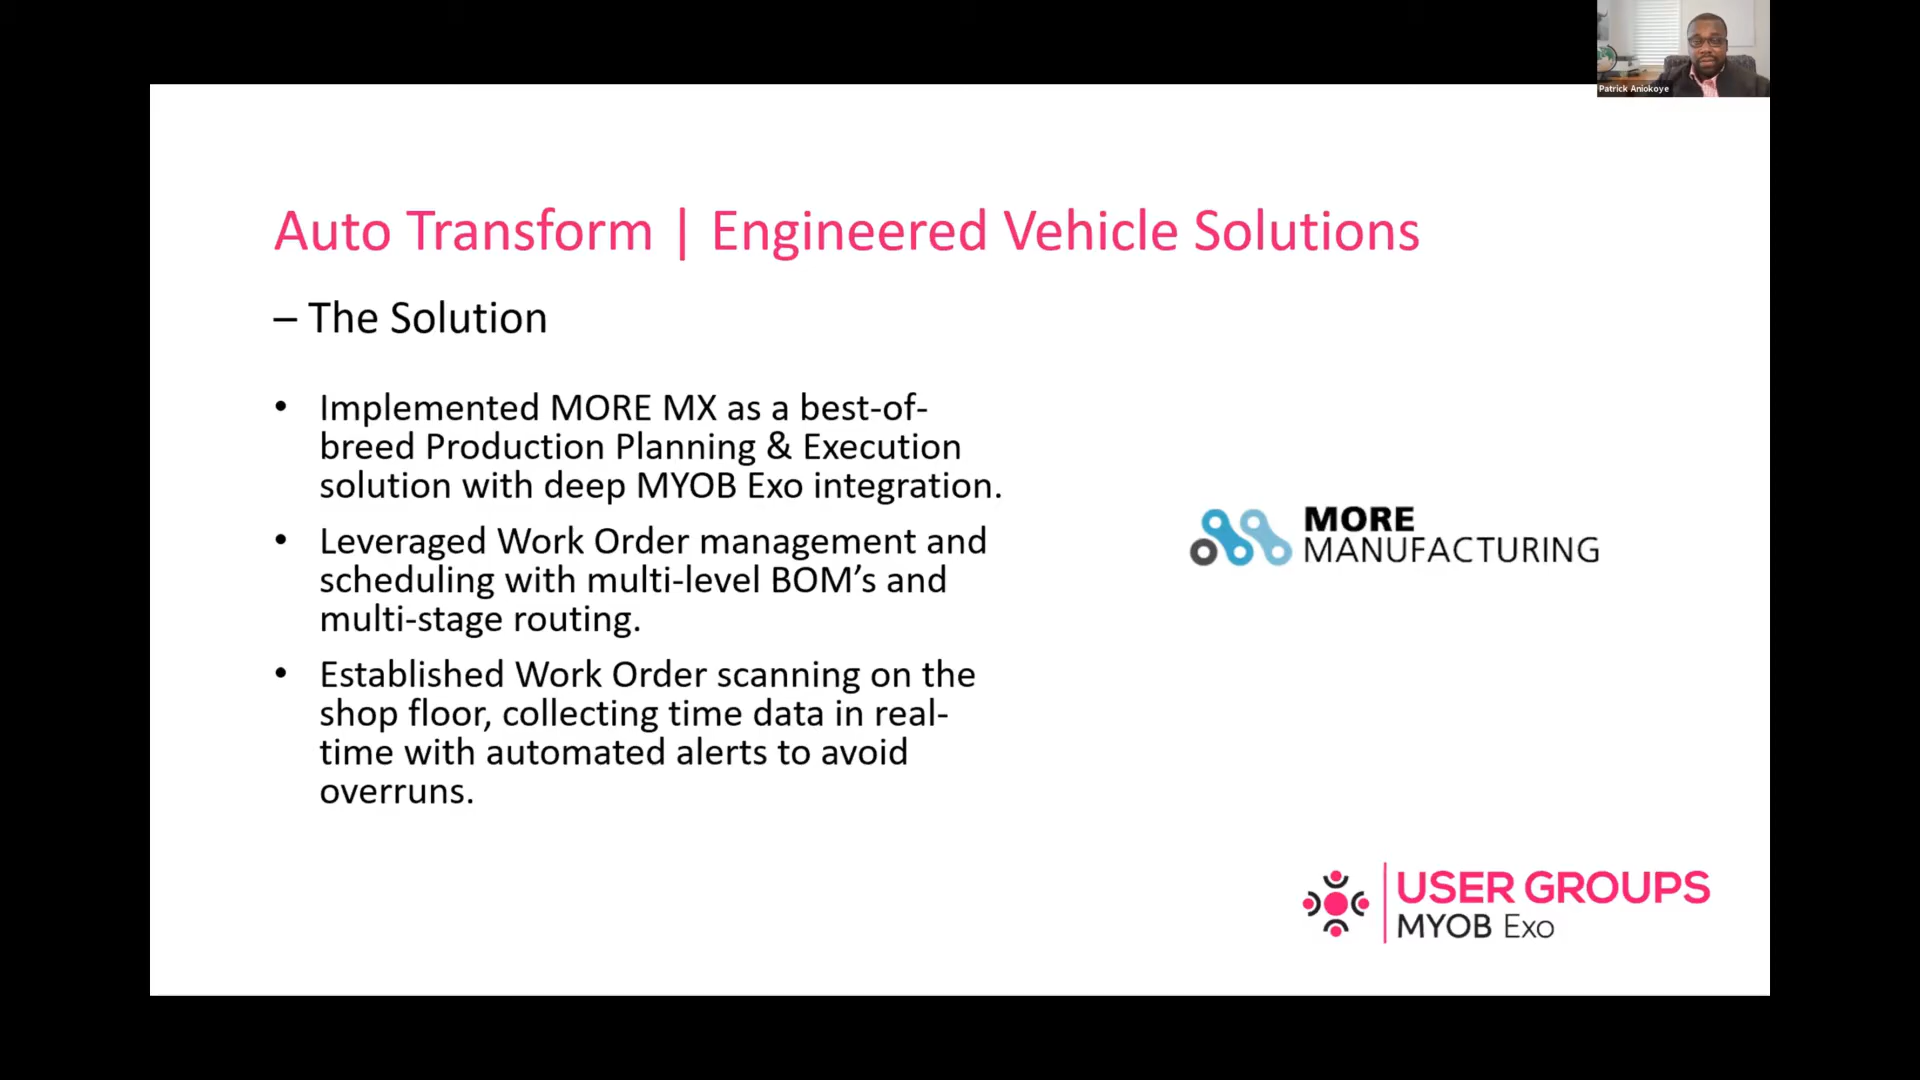 Patrick Aniokoye
Auto Transform | Engineered Vehicle Solutions
– The Solution
• Implemented MORE MX as a best-of-
breed Production Planning & Execution
solution with deep MYOB Exo integration.
• Leveraged Work Order management and
scheduling with multi-level BOM’s and
multi-stage routing.
• Established Work Order scanning on the
shop floor, collecting time data in real-
time with automated alerts to avoid
overruns.
MORE
MANUFACTURING
USER GROUPS
MYOB Exo